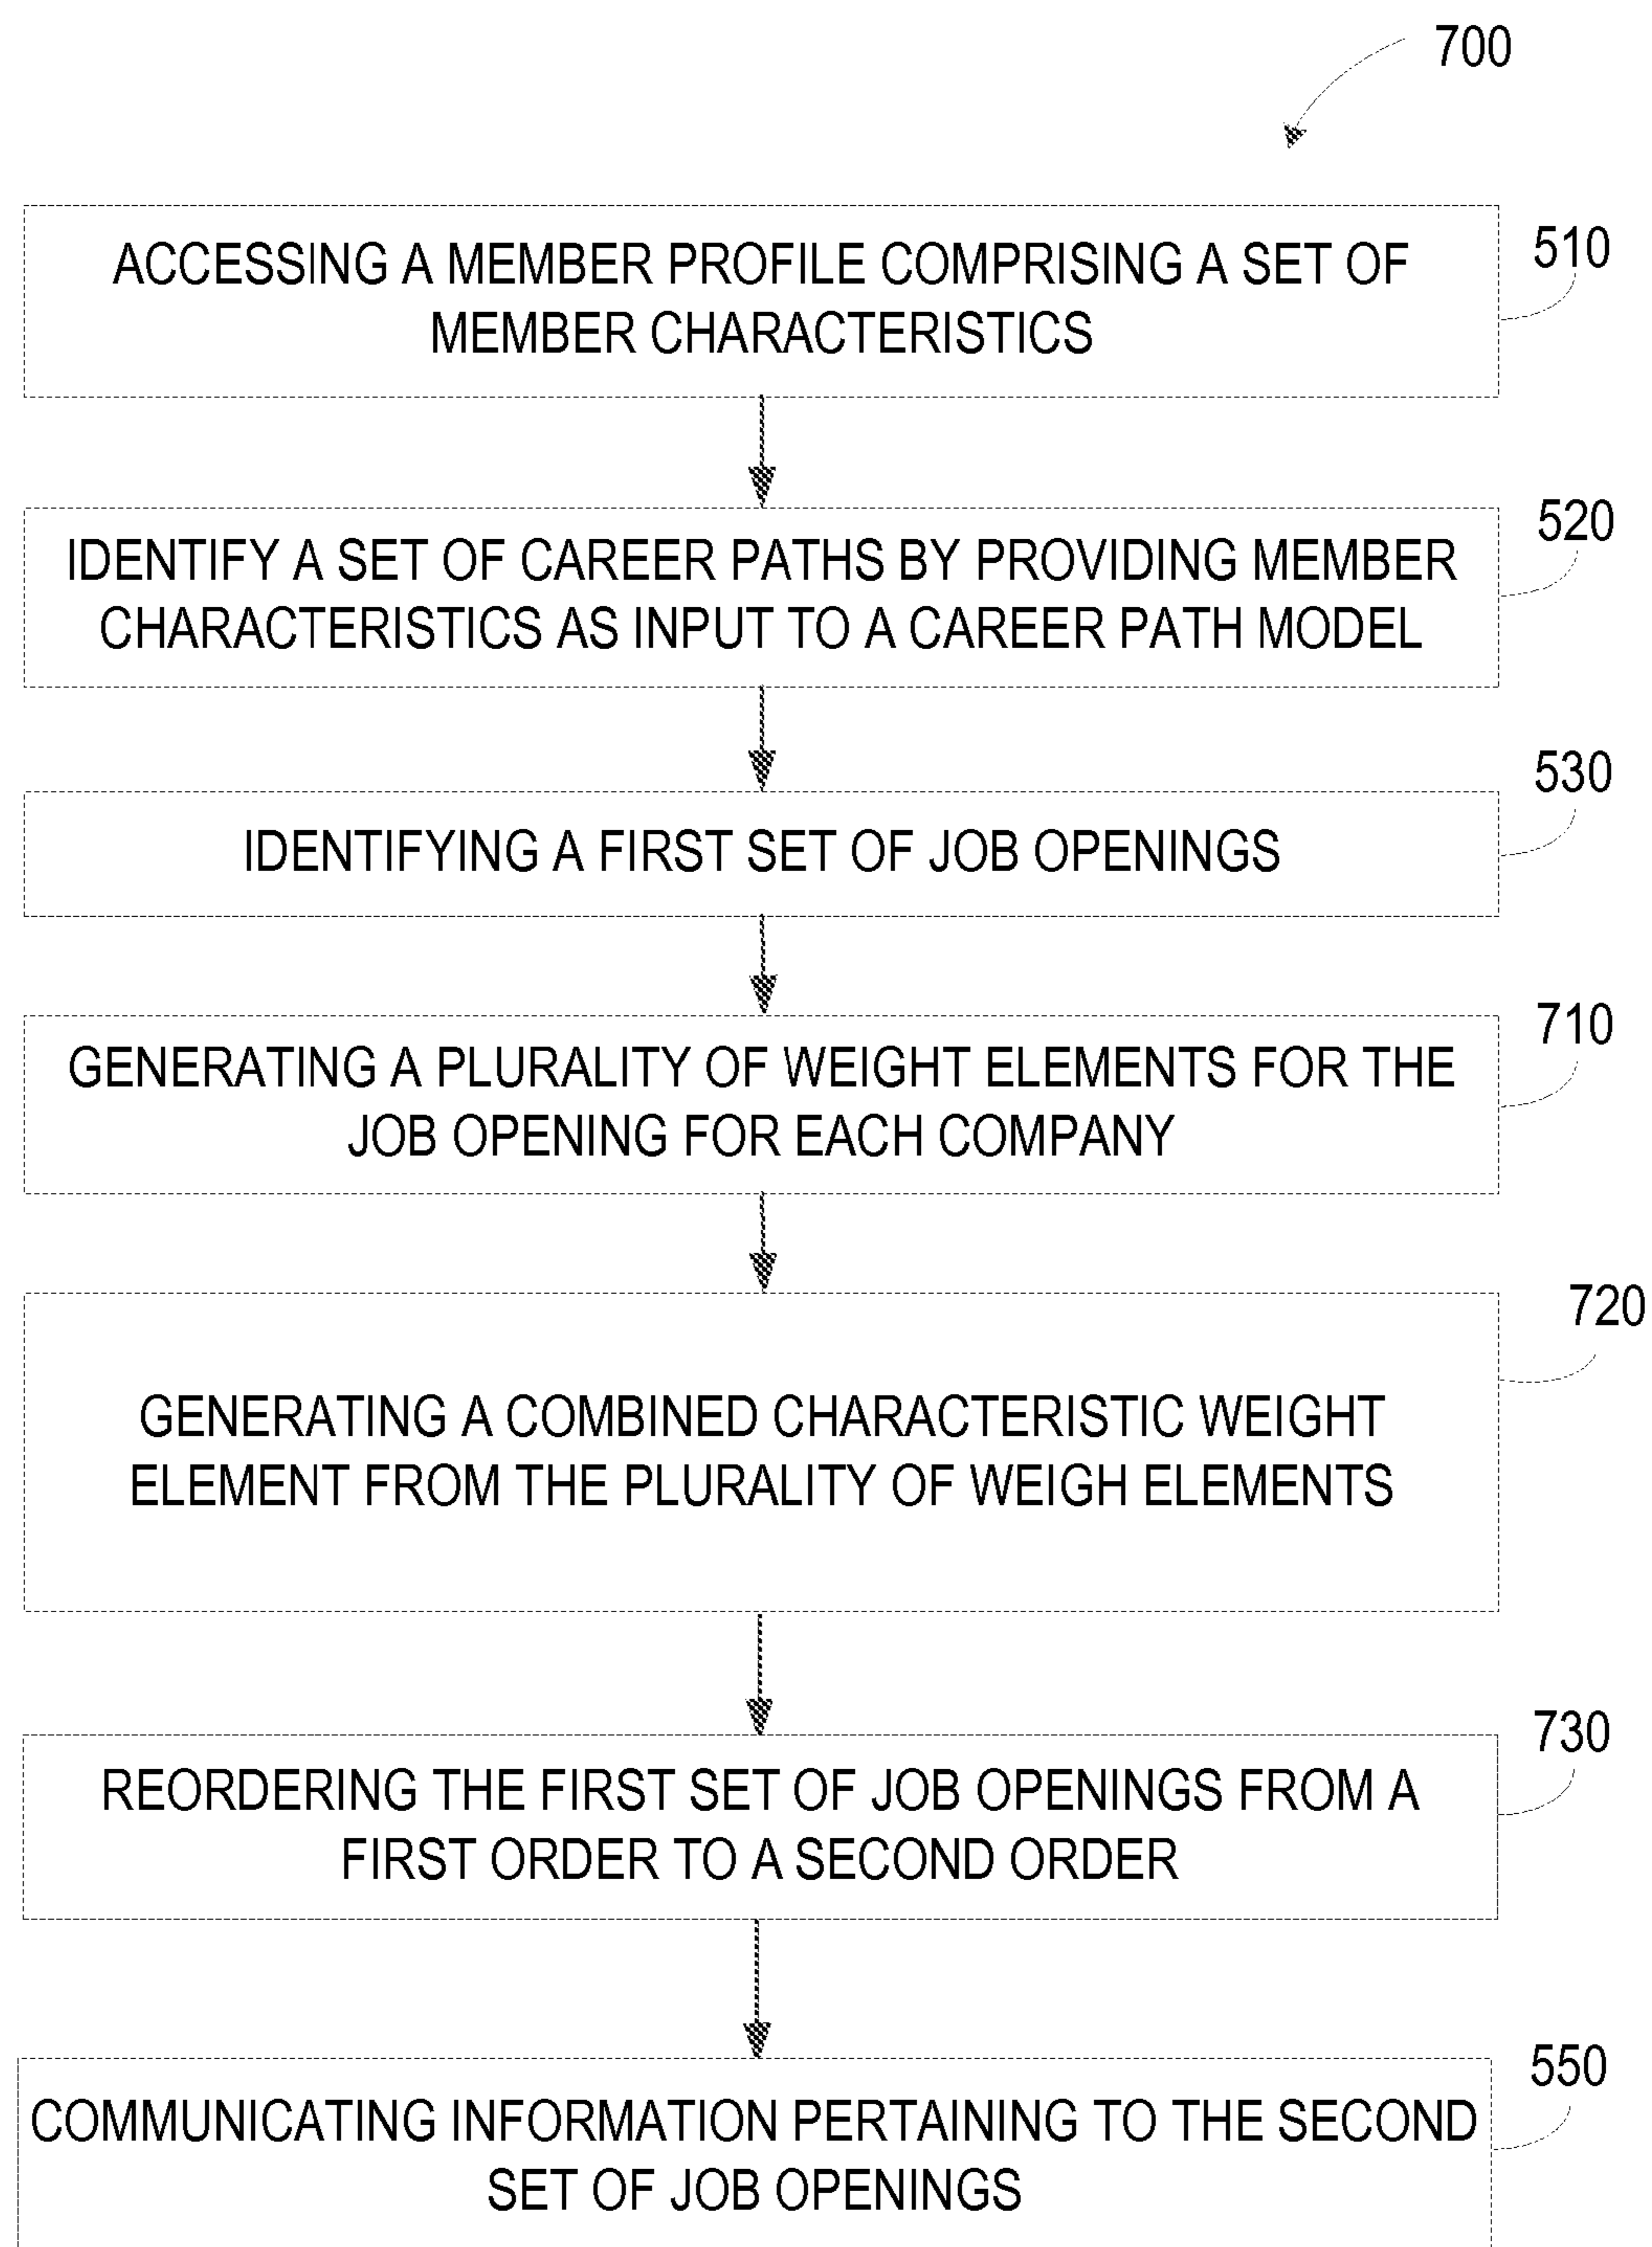 700
ACCESSING A MEMBER PROFILE COMPRISING A SET OF
MEMBER CHARACTERISTICS
510
IDENTIFY A SET OF CAREER PATHS BY PROVIDING MEMBER
CHARACTERISTICS AS INPUT TO A CAREER PATH MODEL
520
IDENTIFYING A FIRST SET OF JOB OPENINGS
530
GENERATING A PLURALITY OF WEIGHT ELEMENTS FOR THE
JOB OPENING FOR EACH COMPANY
710
GENERATING A COMBINED CHARACTERISTIC WEIGHT
ELEMENT FROM THE PLURALITY OF WEIGH ELEMENTS
720
REORDERING THE FIRST SET OF JOB OPENINGS FROM A
FIRST ORDER TO A SECOND ORDER
730
COMMUNICATING INFORMATION PERTAINING TO THE SECOND
SET OF JOB OPENINGS
550